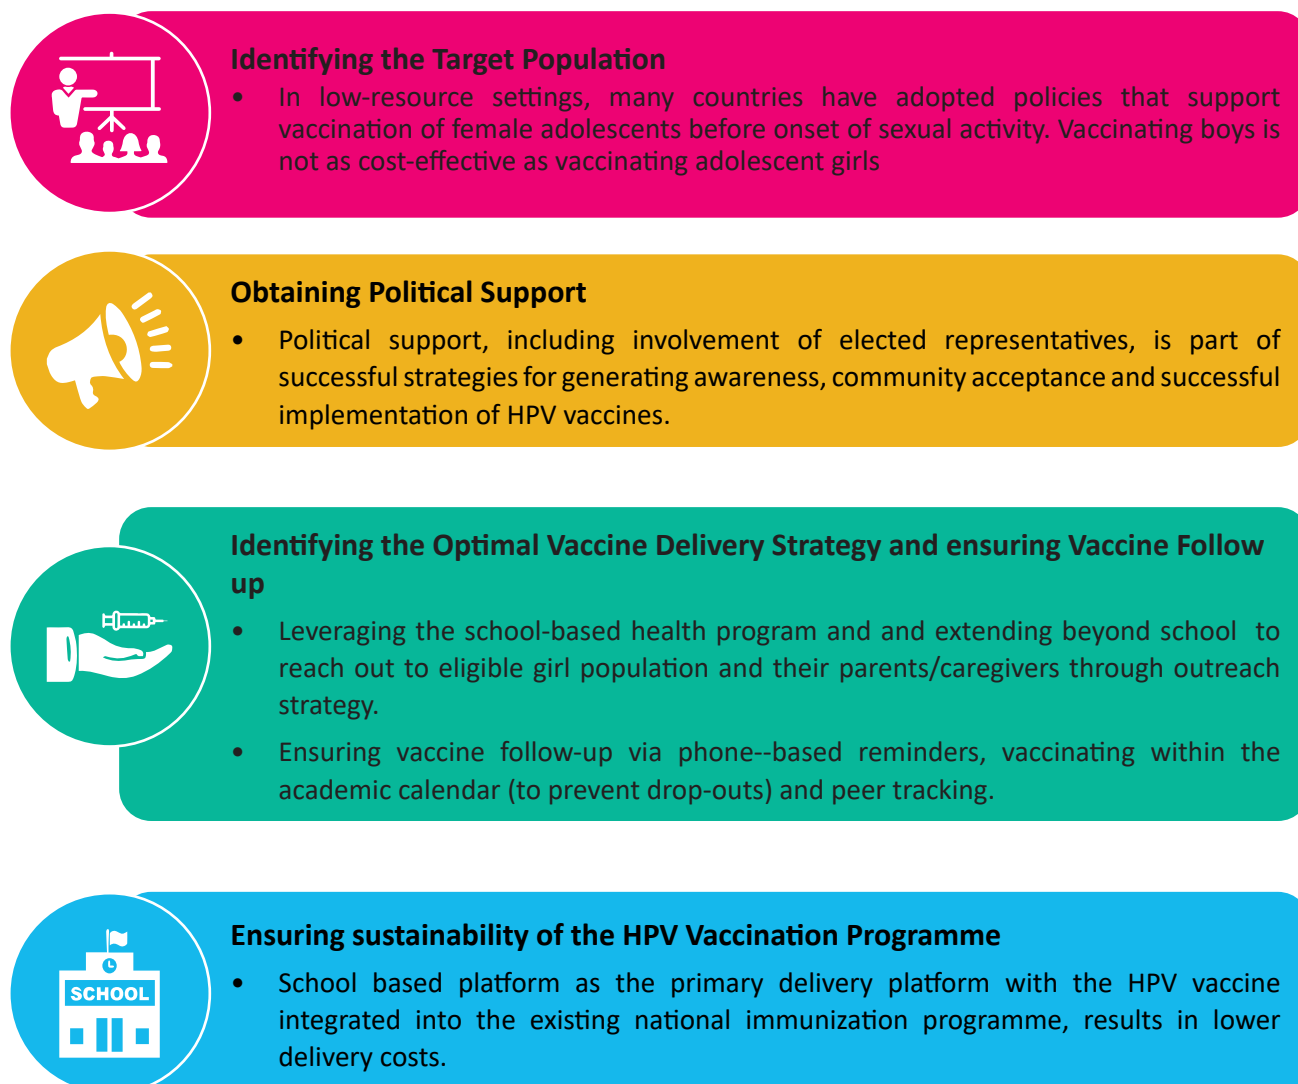 Identifying the Target Population
• In low-resource settings, many countries have adopted policies that support
vaccination of female adolescents before onset of sexual activity. Vaccinating boys is
not as cost-effective as vaccinating adolescent girls
Obtaining Political Support
• Political support, including involvement of elected representatives, is part of
successful strategies for generating awareness, community acceptance and successful
implementation of HPV vaccines.
Identifying the Optimal Vaccine Delivery Strategy and ensuring Vaccine Follow
up
• Leveraging the school-based health program and and extending beyond school to
reach out to eligible girl population and their parents/caregivers through outreach
strategy.
• Ensuring vaccine follow-up via phone--based reminders, vaccinating within the
academic calendar (to prevent drop-outs) and peer tracking.
Ensuring sustainability of the HPV Vaccination Programme
SCHOOL
• School based platform as the primary delivery platform with the HPV vaccine
integrated into the existing national immunization programme, results in lower
delivery costs.